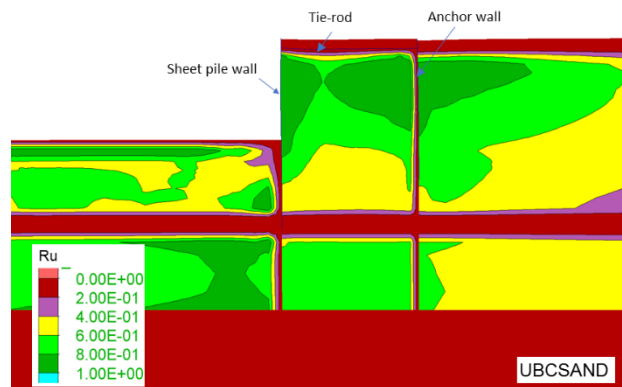 Tie-rod
Anchor wall
Sheet pile wall
Ru
0.00E+00
2.00E-01
4.00E-01
6.00E-01
8.00E-01
1.00E+00
UBCSAND